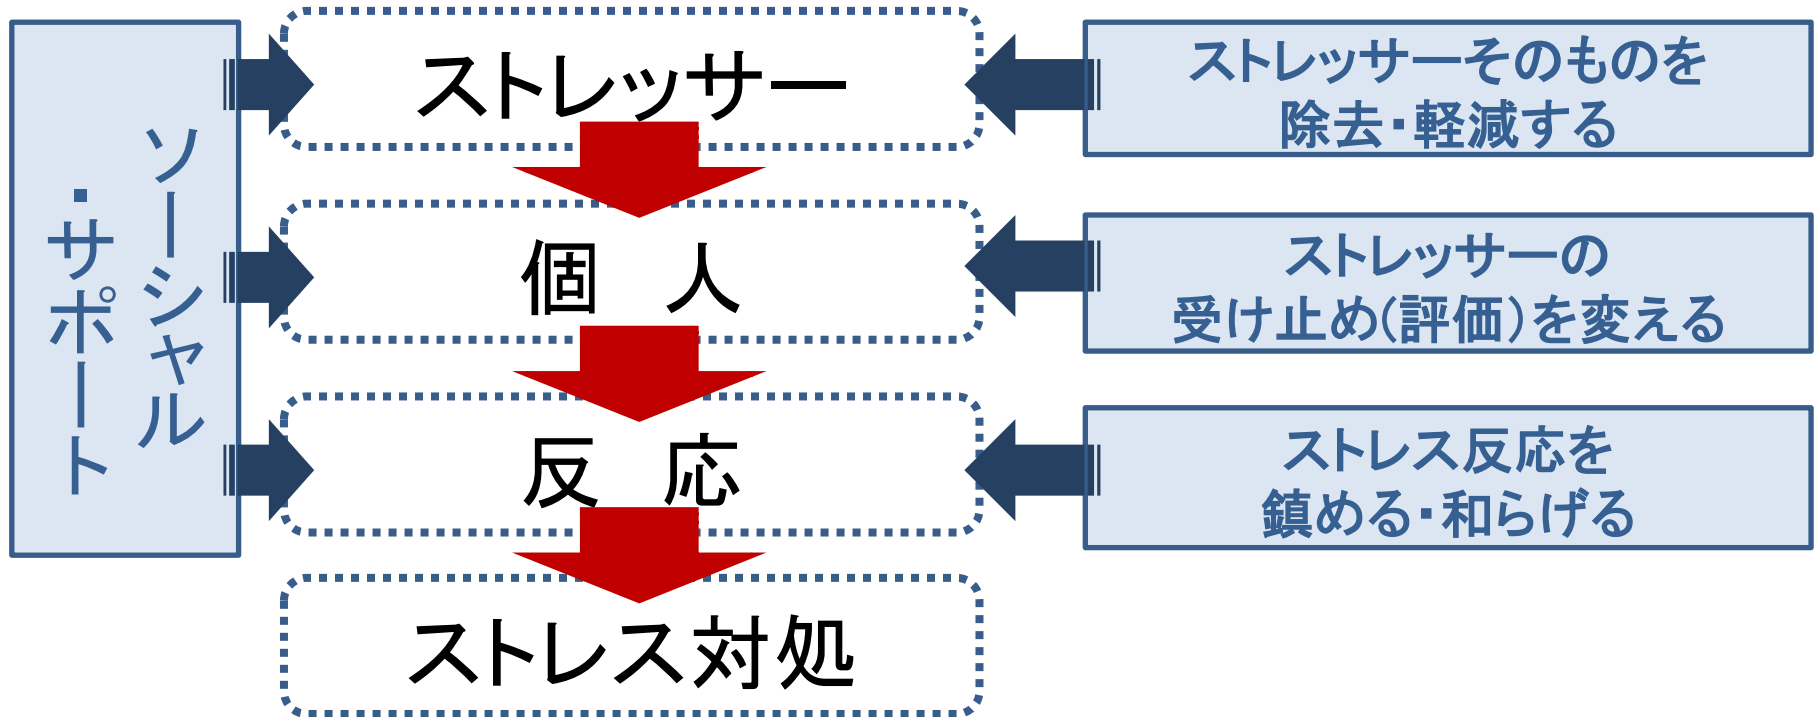 ソーシャル
・サポート
ストレッサー
個　人
反　応
ストレス対処
ストレッサーそのものを
除去・軽減する
ストレッサーの
受け止め(評価)を変える
ストレス反応を
鎮める・和らげる